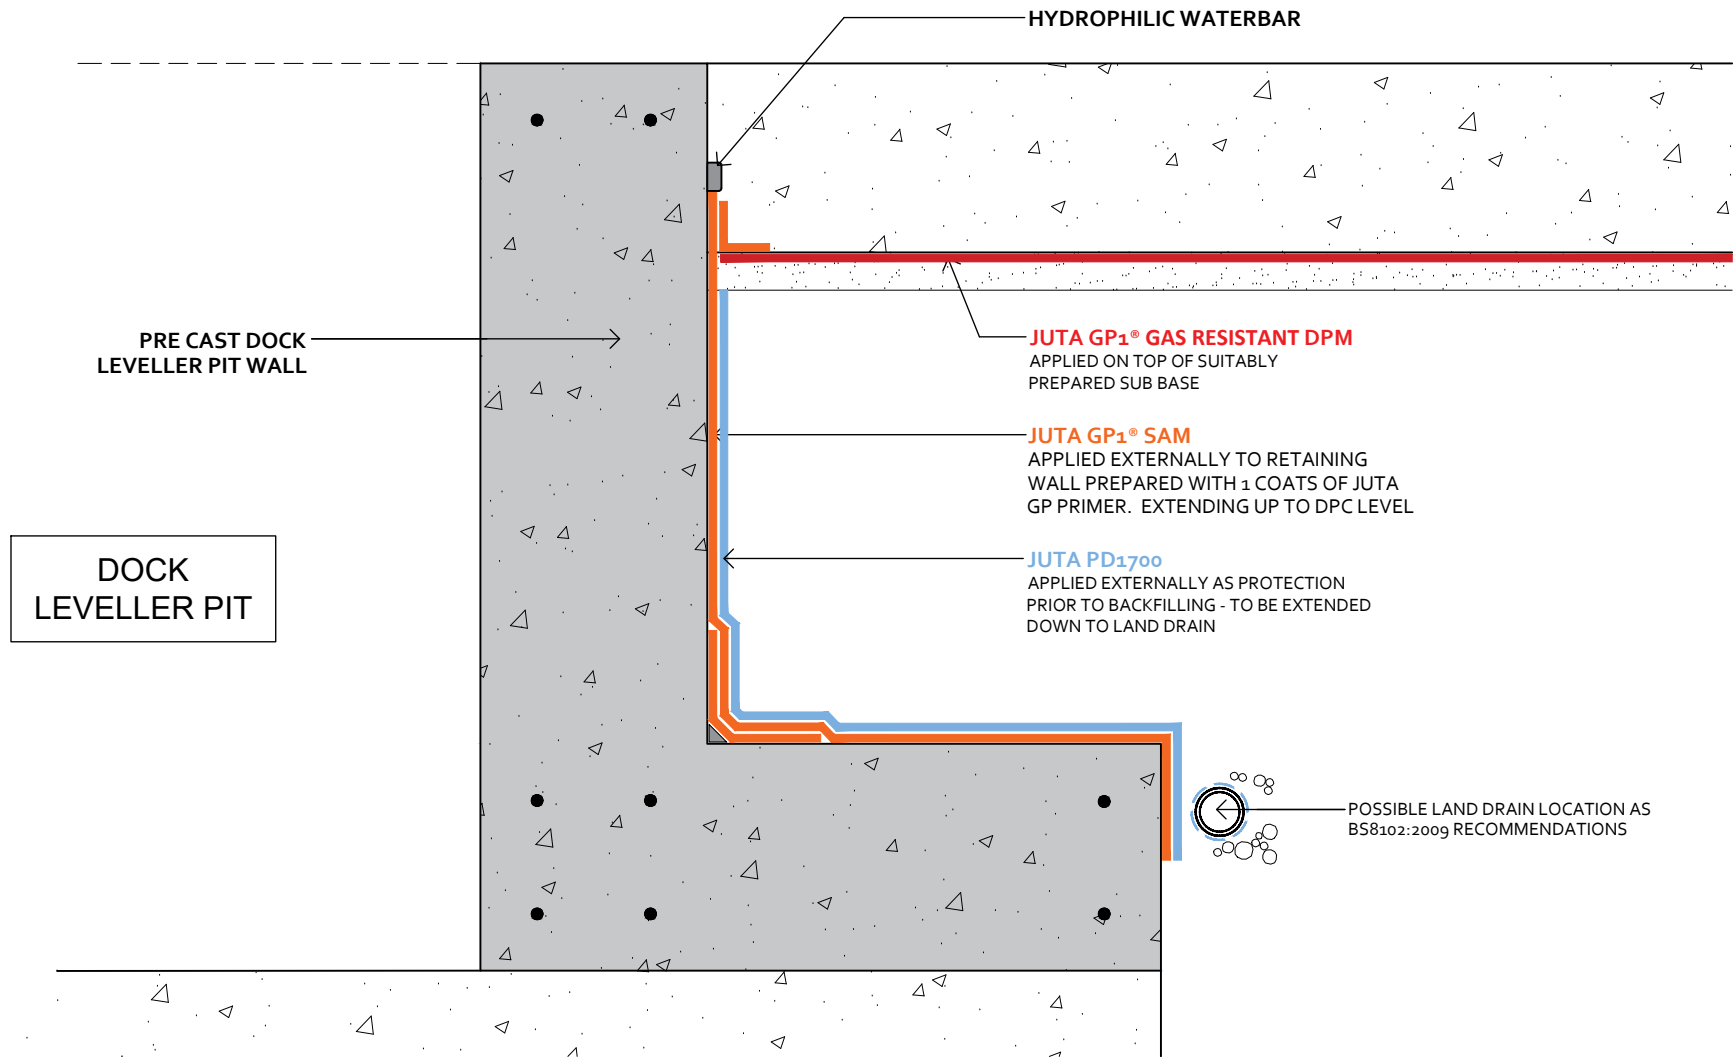 HYDROPHILIC WATERBAR
PRE CAST DOCK
LEVELLER PIT WALL
JUTA GP1® GAS RESISTANT DPM
APPLIED ON TOP OF SUITABLY
PREPARED SUB BASE
JUTA GP1® SAM
APPLIED EXTERNALLY TO RETAINING
WALL PREPARED WITH 1 COATS OF JUTA
GP PRIMER. EXTENDING UP TO DPC LEVEL
DOCK
LEVELLER PIT
JUTA PD1700
APPLIED EXTERNALLY AS PROTECTION
PRIOR TO BACKFILLING - TO BE EXTENDED
DOWN TO LAND DRAIN
POSSIBLE LAND DRAIN LOCATION AS
BS8102:2009 RECOMMENDATIONS